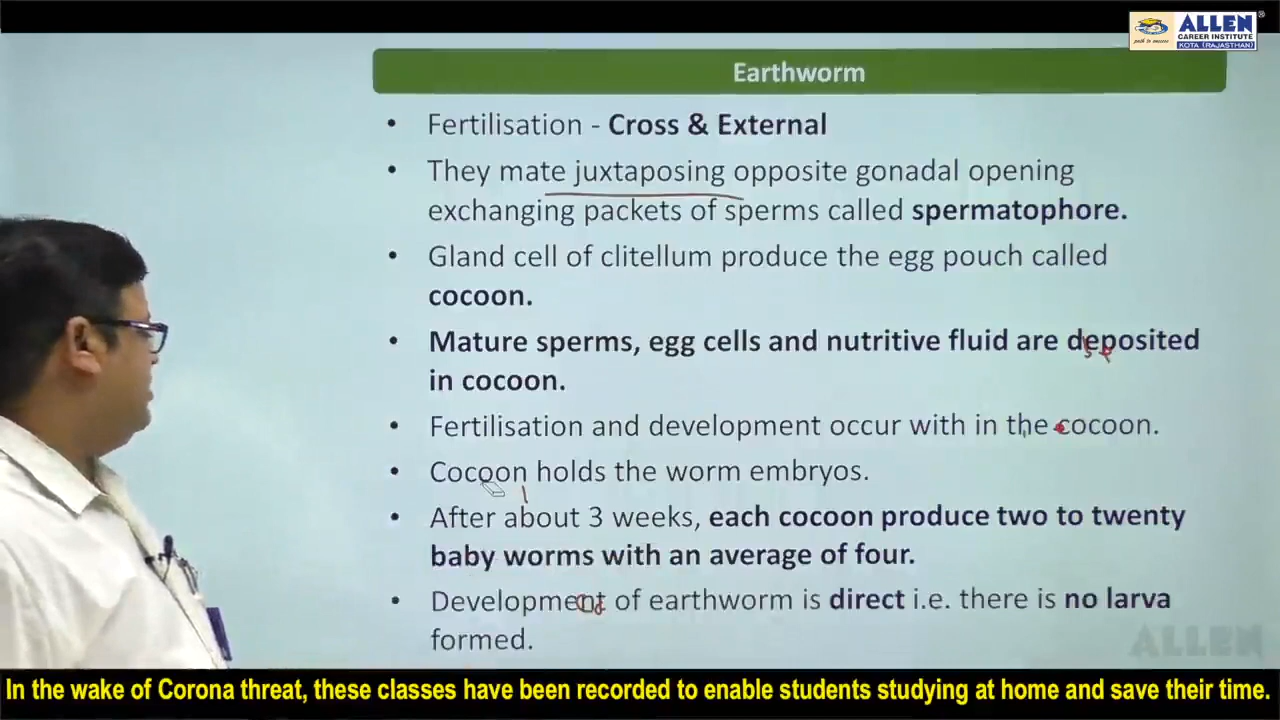 ALLEN
CAREER INSTITUTE
KOTA (RAJASTHAN)
path to success
Earthworm
• Fertilisation - Cross & External
• They mate juxtaposing opposite gonadal opening
exchanging packets of sperms called spermatophore.
• Gland cell of clitellum produce the egg pouch called
cocoon.
• Mature sperms, egg cells and nutritive fluid are deposited
in cocoon.
• Fertilisation and development occur with in the cocoon.
• Cocoon holds the worm embryos.
• After about 3 weeks, each cocoon produce two to twenty
baby worms with an average of four.
• Development of earthworm is direct i.e. there is no larva
formed.
ALLEN
In the wake of Corona threat, these classes have been recorded to enable students studying at home and save their time.